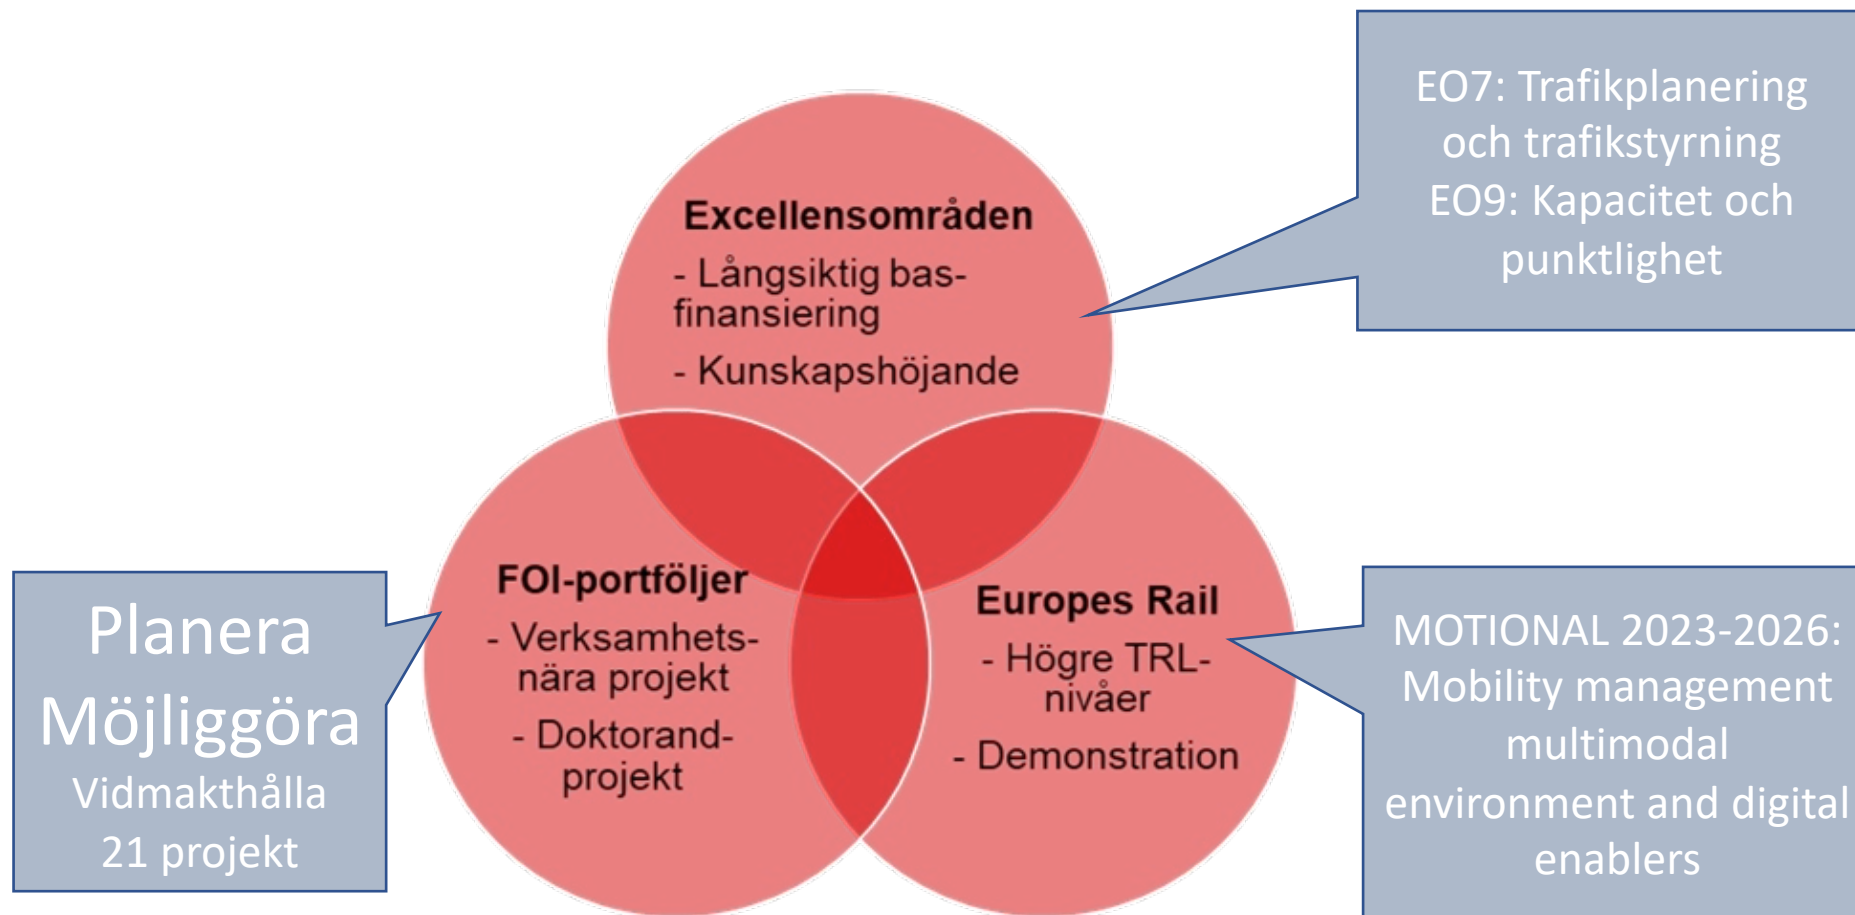 Excellensområden
- Långsiktig bas-
finansiering
- Kunskapshöjande
EO7: Trafikplanering
och trafikstyrning
EO9: Kapacitet och
punktlighet
FOI-portföljer
- Verksamhets-
nära projekt
- Doktorand-
projekt
Planera
Möjliggöra
Vidmakthålla
21 projekt
Europes Rail
- Högre TRL-
nivåer
- Demonstration
MOTIONAL 2023-2026:
Mobility management
multimodal
environment and digital
enablers